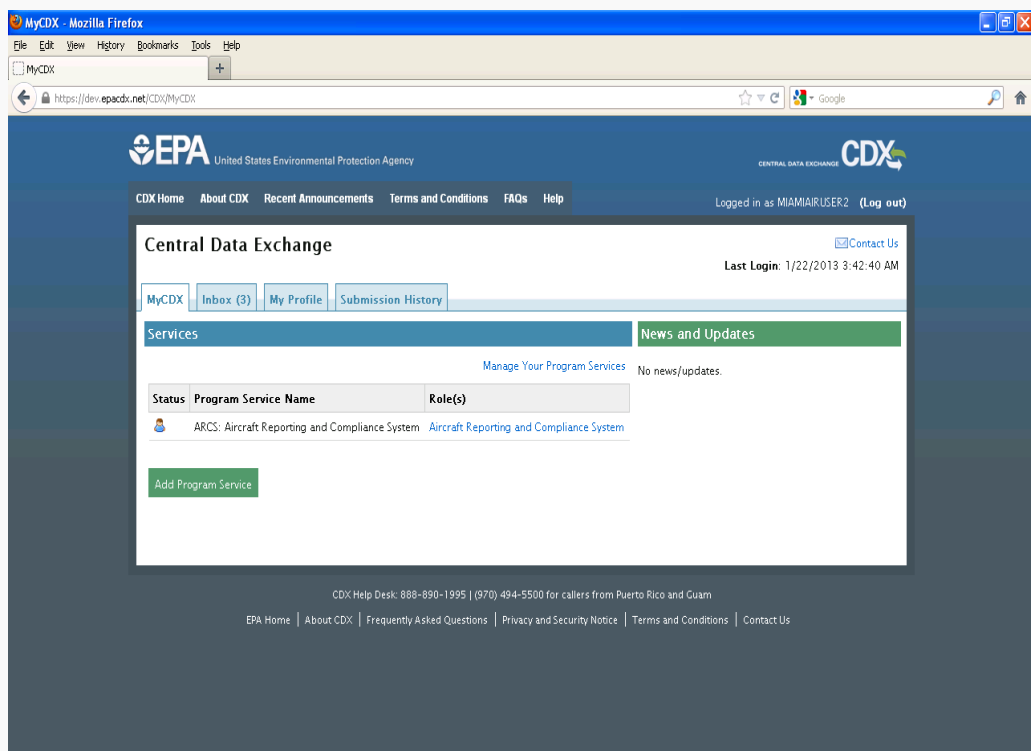 MyCDX - Mozilla Firefox
File Edit View History Bookmarks Tools Help
MyCDX +
https://dev.epacdx.net/CDX/MyCDX Google
EPA United States Environmental Protection Agency
CENTRAL DATA EXCHANGE CDX
CDX Home About CDX Recent Announcements Terms and Conditions FAQs Help
Logged in as MIAMIAIRUSER2 (Log out)
Central Data Exchange
Contact Us
Last Login: 1/22/2013 3:42:40 AM
MyCDX Inbox (3) My Profile Submission History
Services
News and Updates
Manage Your Program Services
No news/updates.
Status Program Service Name Role(s)
ARCS: Aircraft Reporting and Compliance System Aircraft Reporting and Compliance System
Add Program Service
CDX Help Desk: 888-890-1995 | (970) 494-5500 for callers from Puerto Rico and Guam
EPA Home | About CDX | Frequently Asked Questions | Privacy and Security Notice | Terms and Conditions | Contact Us